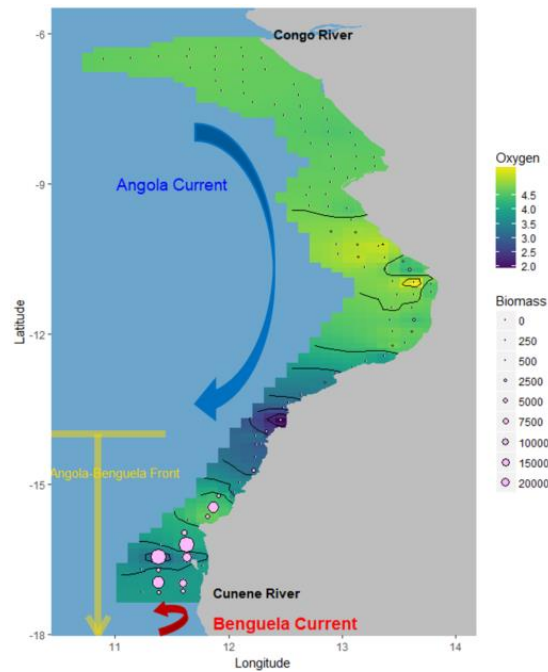 Congo River
-6
Oxygen
4.5
4.0
3.5
3.0
2.5
2.0
Angola Current
-9
Latitude
Biomass
0
250
500
2500
5000
7500
10000
15000
20000
-12
Angola-Benguela Front
-15
Cunene River
Benguela Current
-18
11
12
13
14
Longitude